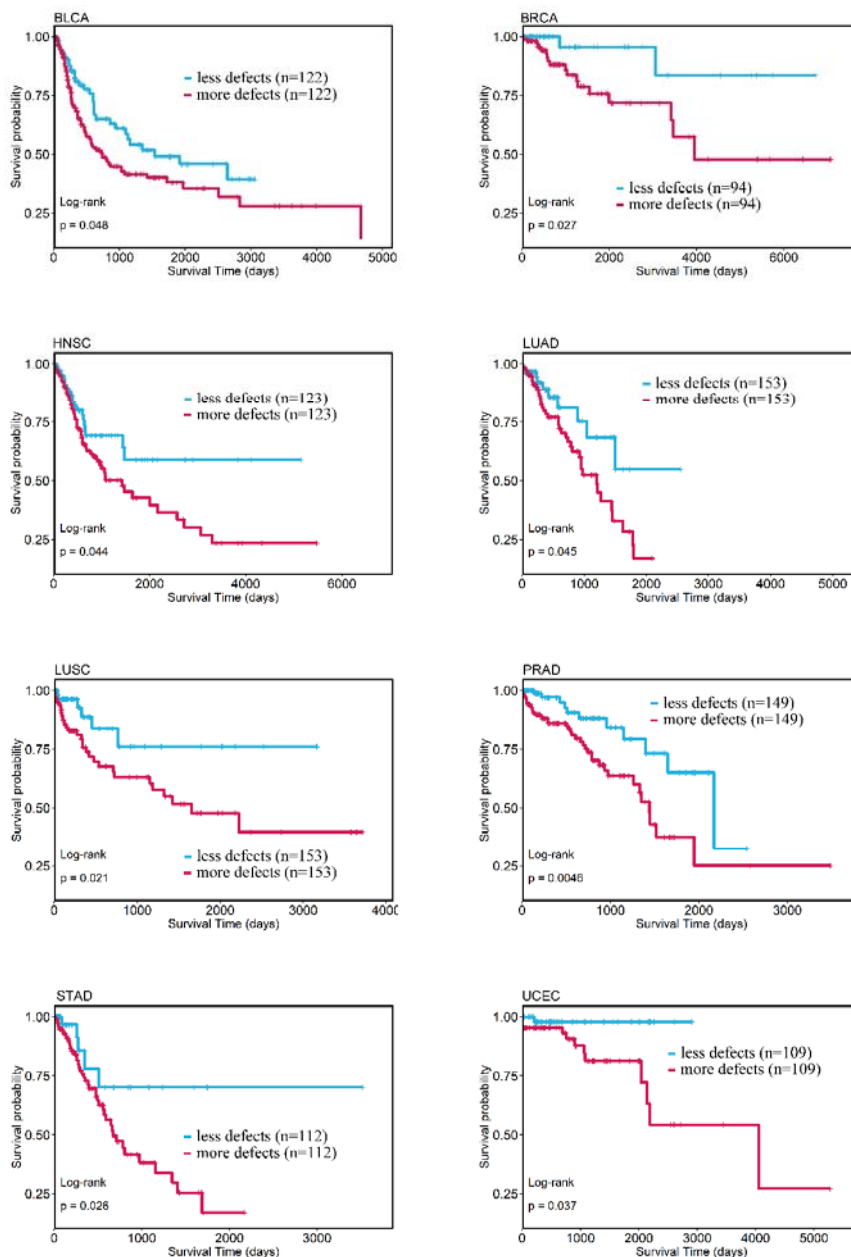 BLCA
1.00
0.75
0.50
0.25
Survival probability
less defects (n=122)
more defects (n=122)
Log-rank
p = 0.048
0 1000 2000 3000 4000 5000
Survival Time (days)
BRCA
1.00
0.75
0.50
0.25
Survival probability
less defects (n=94)
more defects (n=94)
Log-rank
p = 0.027
0 2000 4000 6000
Survival Time (days)
HNSC
1.00
0.75
0.50
0.25
Survival probability
less defects (n=123)
more defects (n=123)
Log-rank
p = 0.044
0 2000 4000 6000
Survival Time (days)
LUAD
1.00
0.75
0.50
0.25
Survival probability
less defects (n=153)
more defects (n=153)
Log-rank
p = 0.045
0 1000 2000 3000 4000 5000
Survival Time (days)
LUSC
1.00
0.75
0.50
0.25
Survival probability
less defects (n=153)
more defects (n=153)
Log-rank
p = 0.021
0 1000 2000 3000 4000
Survival Time (days)
PRAD
1.00
0.75
0.50
0.25
Survival probability
less defects (n=149)
more defects (n=149)
Log-rank
p = 0.0046
0 1000 2000 3000
Survival Time (days)
STAD
1.00
0.75
0.50
0.25
Survival probability
less defects (n=112)
more defects (n=112)
Log-rank
p = 0.026
0 1000 2000 3000
Survival Time (days)
UCEC
1.00
0.75
0.50
0.25
Survival probability
less defects (n=109)
more defects (n=109)
Log-rank
p = 0.037
0 1000 2000 3000 4000 5000
Survival Time (days)